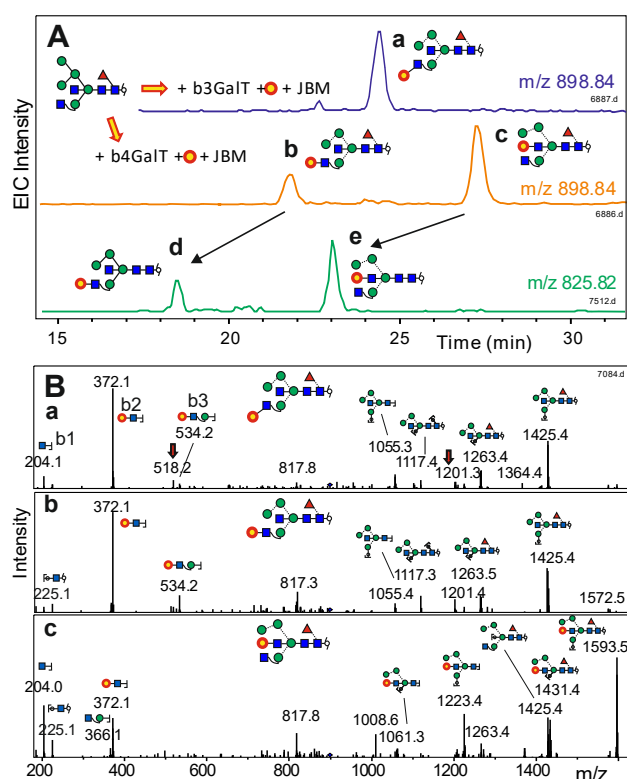 A
a
+ b3GalT + + JBM
m/z 898.84
6887.d
+ b4GalT + + JBM
b
c
m/z 898.84
6886.d
d
e
m/z 825.82
7512.d
EIC Intensity
15 20 25 30
Time (min)
B
a
7084.d
372.1
b1
b2
b3
204.1
518.2
534.2
817.8
1055.3
1117.4
1201.3
1263.4
1364.4
1425.4
b
372.1
225.1
534.2
817.3
1055.4
1117.3
1201.4
1263.5
1425.4
1572.5
Intensity
c
204.0
225.1
366.1
372.1
817.8
1008.6
1061.3
1223.4
1263.4
1425.4
1431.4
1593.5
200 400 600 800 1000 1200 1400 m/z